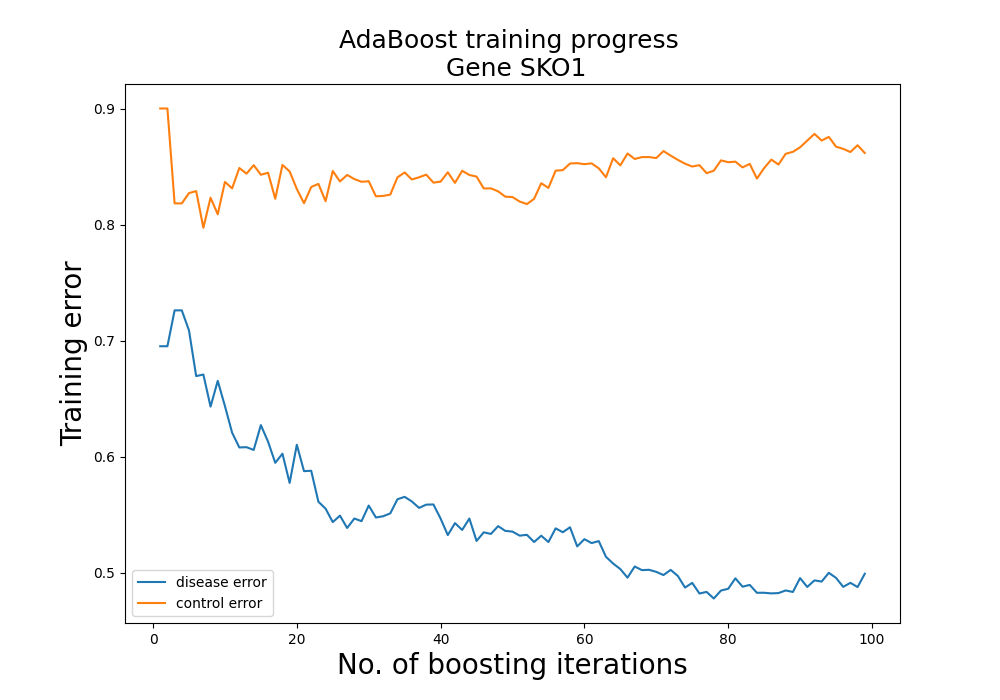 AdaBoost training progress
Gene SKO1
Training error
0.9
0.8
0.7
0.6
0.5
disease error
control error
0 20 40 60 80 100
No. of boosting iterations